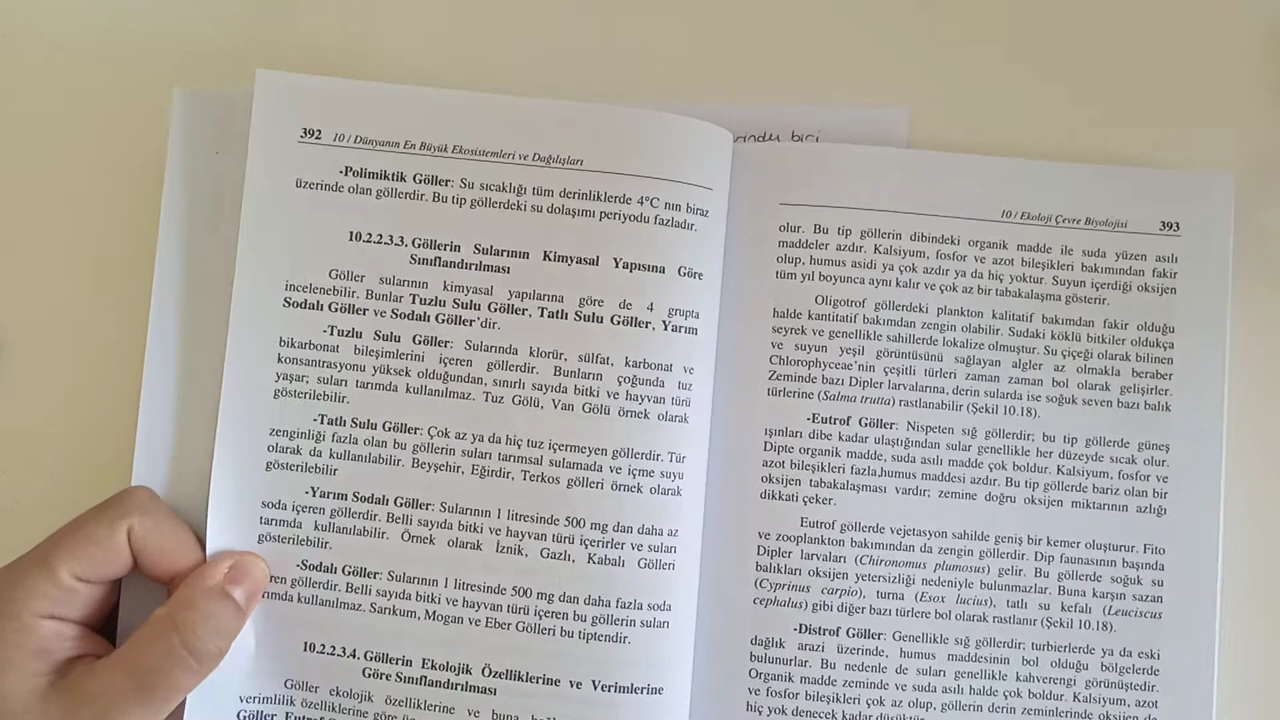 rinden biri
392 10 / Dünyanın En Büyük Ekosistemleri ve Dağılışları
-Polimiktik Göller: Su sıcaklığı tüm derinliklerde 4°C nın biraz
üzerinde olan göllerdir. Bu tip göllerdeki su dolaşımı periyodu fazladır.
10.2.2.3.3. Göllerin Sularının Kimyasal Yapısına Göre
Sınıflandırılması
Göller sularının kimyasal yapılarına göre de 4 grupta
incelenebilir. Bunlar Tuzlu Sulu Göller, Tatlı Sulu Göller, Yarım
Sodalı Göller ve Sodalı Göller'dir.
-Tuzlu Sulu Göller: Sularında klorür, sülfat, karbonat ve
bikarbonat bileşimlerini içeren göllerdir. Bunların çoğunda tuz
konsantrasyonu yüksek olduğundan, sınırlı sayıda bitki ve hayvan türü
yaşar; suları tarımda kullanılmaz. Tuz Gölü, Van Gölü örnek olarak
gösterilebilir.
-Tatlı Sulu Göller: Çok az ya da hiç tuz içermeyen göllerdir. Tür
zenginliği fazla olan bu göllerin suları tarımsal sulamada ve içme suyu
olarak da kullanılabilir. Beyşehir, Eğirdir, Terkos gölleri örnek olarak
gösterilebilir
-Yarım Sodalı Göller: Sularının 1 litresinde 500 mg dan daha az
soda içeren göllerdir. Belli sayıda bitki ve hayvan türü içerirler ve suları
tarımda kullanılabilir. Örnek olarak İznik, Gazlı, Kabalı Gölleri
gösterilebilir.
-Sodalı Göller: Sularının 1 litresinde 500 mg dan daha fazla soda
ren göllerdir. Belli sayıda bitki ve hayvan türü içeren bu göllerin suları
ımda kullanılmaz. Sarıkum, Mogan ve Eber Gölleri bu tiptendir.
10.2.2.3.4. Göllerin Ekolojik Özelliklerine ve Verimlerine
Göre Sınıflandırılması
Göller ekolojik özelliklerine ve buna
verimlilik özelliklerine göre
Göller,
10 / Ekoloji Çevre Biyolojisi 393
olur. Bu tip göllerin dibindeki organik madde ile suda yüzen asılı
maddeler azdır. Kalsiyum, fosfor ve azot bileşikleri bakımından fakir
olup, humus asidi ya çok azdır ya da hiç yoktur. Suyun içerdiği oksijen
tüm yıl boyunca aynı kalır ve çok az bir tabakalaşma gösterir.
Oligotrof göllerdeki plankton kalitatif bakımdan fakir olduğu
halde kantitatif bakımdan zengin olabilir. Sudaki köklü bitkiler oldukça
seyrek ve genellikle sahillerde lokalize olmuştur. Su çiçeği olarak bilinen
ve suyun yeşil görüntüsünü sağlayan algler az olmakla beraber
Chlorophyceae'nin çeşitli türleri zaman zaman bol olarak gelişirler.
Zeminde bazı Dipler larvalarına, derin sularda ise soğuk seven bazı balık
türlerine (Salma trutta) rastlanabilir (Şekil 10.18).
-Eutrof Göller: Nispeten sığ göllerdir; bu tip göllerde güneş
ışınları dibe kadar ulaştığından sular genellikle her düzeyde sıcak olur.
Dipte organik madde, suda asılı madde çok boldur. Kalsiyum, fosfor ve
azot bileşikleri fazla,humus maddesi azdır. Bu tip göllerde bariz olan bir
oksijen tabakalaşması vardır; zemine doğru oksijen miktarının azlığı
dikkati çeker.
Eutrof göllerde vejetasyon sahilde geniş bir kemer oluşturur. Fito
ve zooplankton bakımından da zengin göllerdir. Dip faunasının başında
Dipler larvaları (Chironomus plumosus) gelir. Bu göllerde soğuk su
balıkları oksijen yetersizliği nedeniyle bulunmazlar. Buna karşın sazan
(Cyprinus carpio), turna (Esox lucius), tatlı su kefalı (Leuciscus
cephalus) gibi diğer bazı türlere bol olarak rastlanır (Şekil 10.18).
-Distrof Göller: Genellikle sığ göllerdir; turbierlerde ya da eski
dağlık arazi üzerinde, humus maddesinin bol olduğu bölgelerde
bulunurlar. Bu nedenle de suları genellikle kahverengi görünüştedir.
Organik madde zeminde ve suda asılı halde çok boldur. Kalsiyum, azot
ve fosfor bileşikleri çok az olup, göllerin derin zeminlerinde oksijen de
hiç yok denecek kadar düşüktür